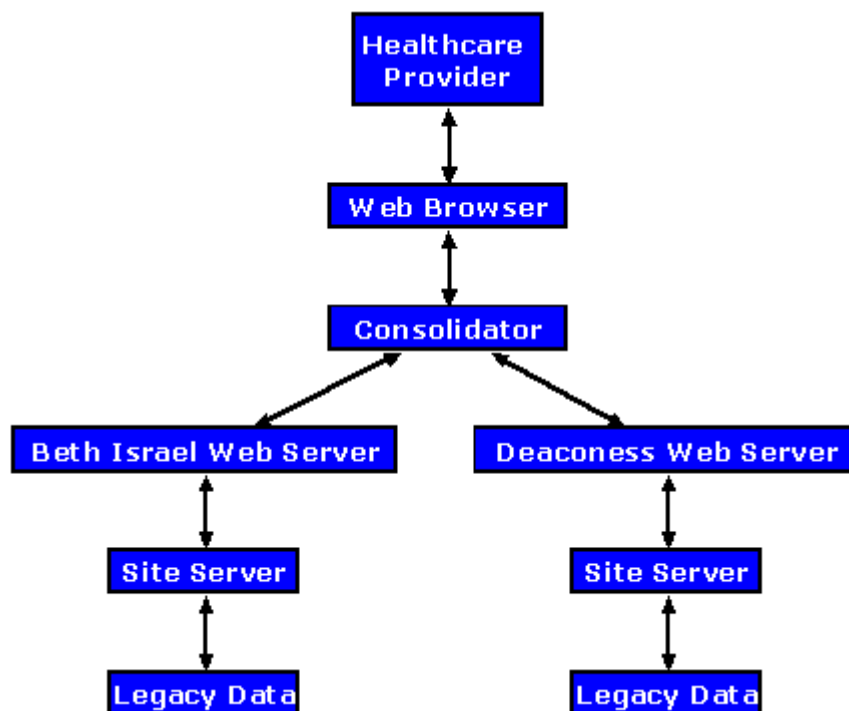 Healthcare
Provider
Web Browser
Consolidator
Beth Israel Web Server
Deaconess Web Server
Site Server
Site Server
Legacy Data
Legacy Data